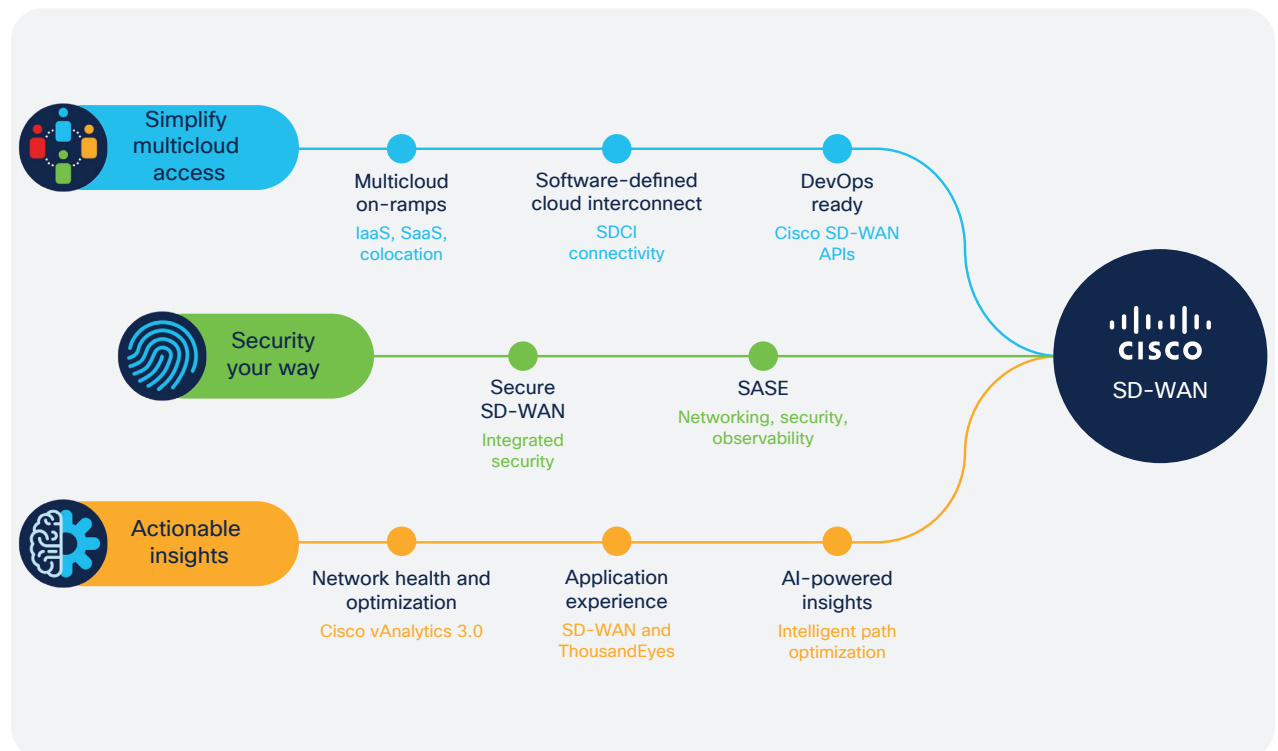 Simplify
multicloud
access
Multicloud
on-ramps
IaaS, SaaS,
colocation
Software-defined
cloud interconnect
SDCI
connectivity
DevOps
ready
Cisco SD-WAN
APIs
Security
your way
Secure
SD-WAN
Integrated
security
SASE
Networking, security,
observability
CISCO
SD-WAN
Actionable
insights
Network health and
optimization
Cisco vAnalytics 3.0
Application
experience
SD-WAN and
ThousandEyes
AI-powered
insights
Intelligent path
optimization